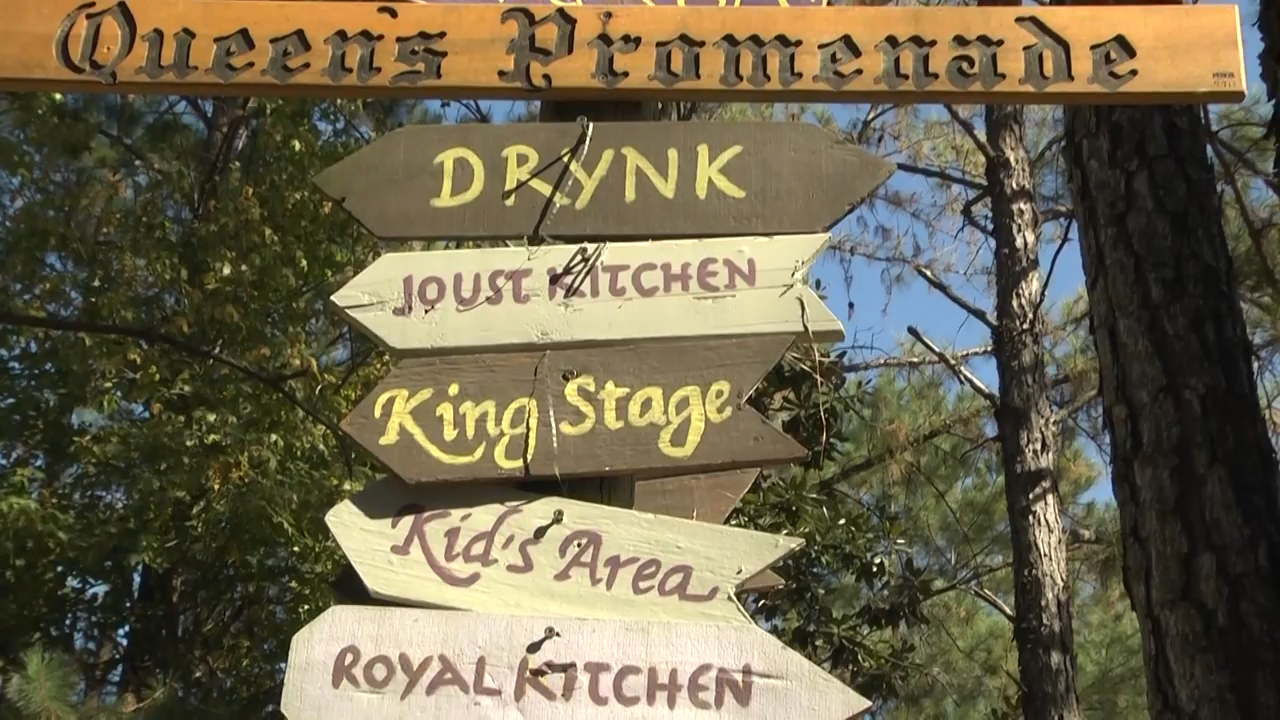 Queen's Promenade
DRYNK
JOUST KITCHEN
King Stage
Kid's Area
ROYAL KITCHEN